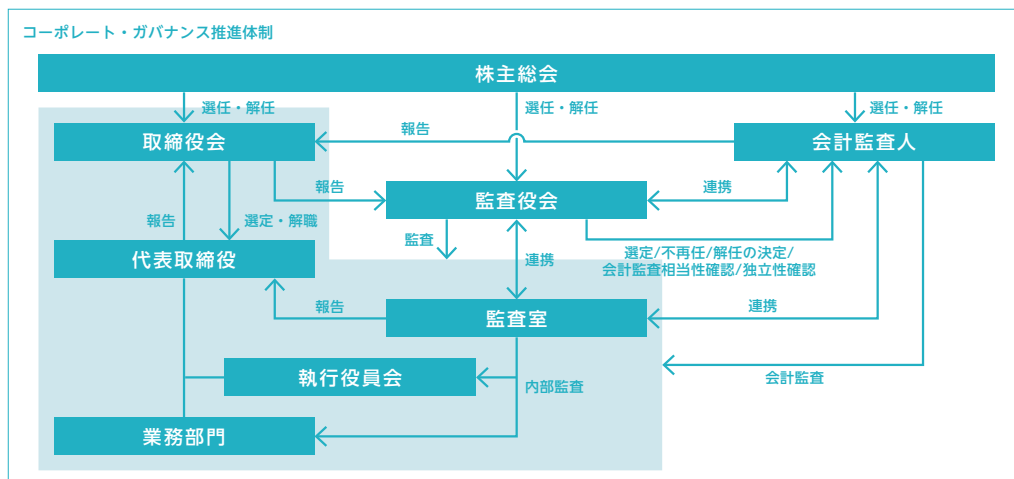 コーポレート・ガバナンス推進体制
株主総会
選任・解任
選任・解任
選任・解任
取締役会
報告
会計監査人
報告
監査役会
連携
報告
選定・解職
監査
選定/不再任/解任の決定/
会計監査相当性確認/独立性確認
代表取締役
連携
報告
監査室
連携
執行役員会
内部監査
会計監査
業務部門